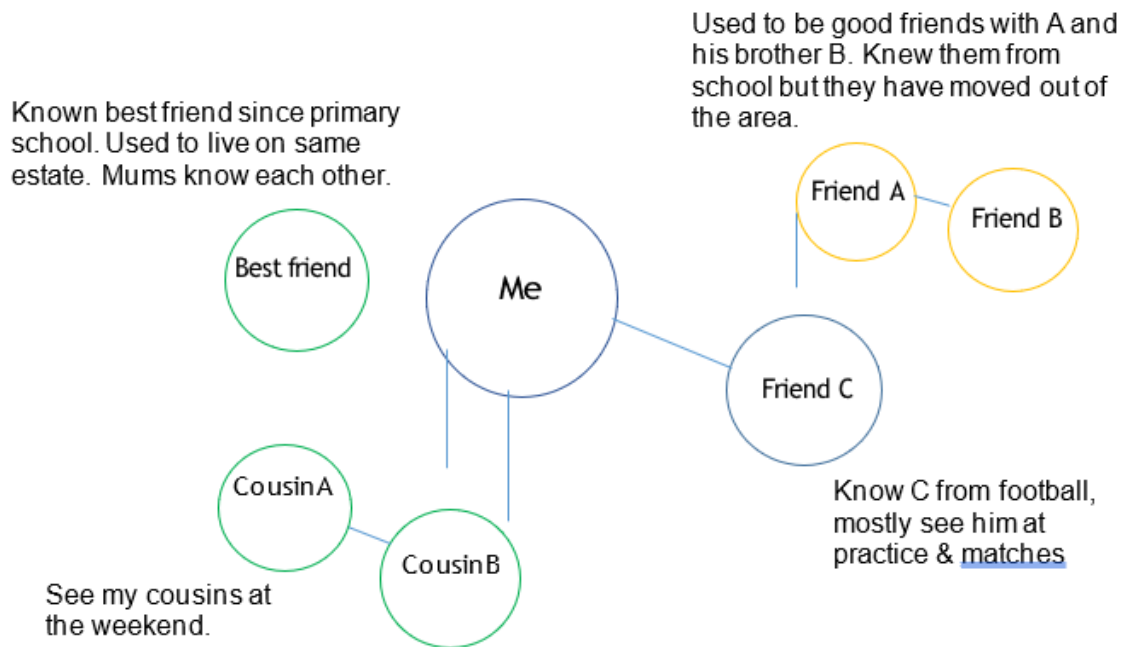 Used to be good friends with A and
his brother B. Knew them from
school but they have moved out of
the area.
Known best friend since primary
school. Used to live on same
estate. Mums know each other.
Friend A
Friend B
Best friend
Me
Friend C
Cousin A
Cousin B
Know C from football,
mostly see him at
practice & matches
See my cousins at
the weekend.